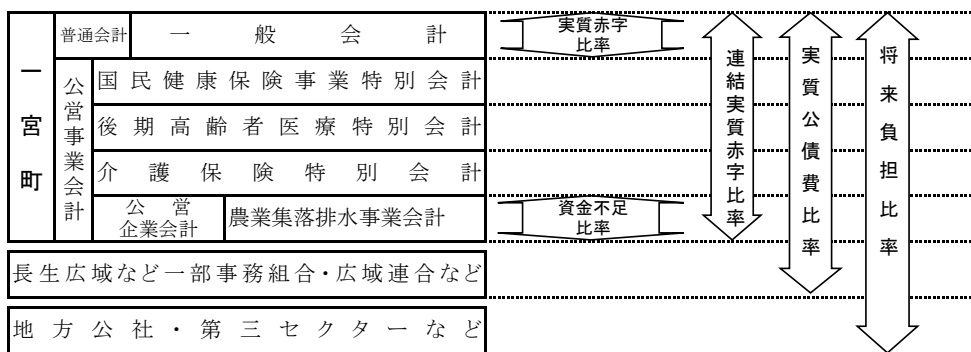 一宮町
普通会計
一般会計
公営事業会計
国民健康保険事業特別会計
後期高齢者医療特別会計
介護保険特別会計
公営
企業会計
農業集落排水事業会計
長生広域など一部事務組合・広域連合など
地方公社・第三セクターなど
実質赤字
比率
資金不足
比率
連結実質赤字比率
実質公債費比率
将来負担比率